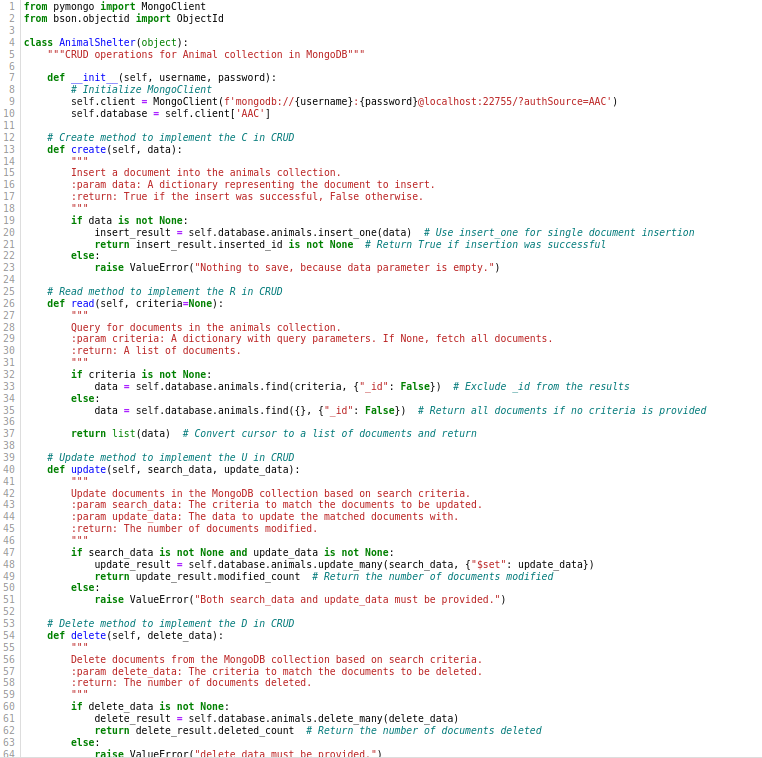 1 from pymongo import MongoClient
2 from bson.objectid import ObjectId
3
4 class AnimalShelter(object):
5     """CRUD operations for Animal collection in MongoDB"""
6
7     def __init__(self, username, password):
8         # Initialize MongoClient
9         self.client = MongoClient(f'mongodb://{username}:{password}@localhost:22755/?authSource=AAC')
10         self.database = self.client['AAC']
11
12     # Create method to implement the C in CRUD
13     def create(self, data):
14         """
15         Insert a document into the animals collection.
16         :param data: A dictionary representing the document to insert.
17         :return: True if the insert was successful, False otherwise.
18         """
19         if data is not None:
20             insert_result = self.database.animals.insert_one(data)  # Use insert_one for single document insertion
21             return insert_result.inserted_id is not None  # Return True if insertion was successful
22         else:
23             raise ValueError("Nothing to save, because data parameter is empty.")
24
25     # Read method to implement the R in CRUD
26     def read(self, criteria=None):
27         """
28         Query for documents in the animals collection.
29         :param criteria: A dictionary with query parameters. If None, fetch all documents.
30         :return: A list of documents.
31         """
32         if criteria is not None:
33             data = self.database.animals.find(criteria, {"_id": False})  # Exclude _id from the results
34         else:
35             data = self.database.animals.find({}, {"_id": False})  # Return all documents if no criteria is provided
36
37         return list(data)  # Convert cursor to a list of documents and return
38
39     # Update method to implement the U in CRUD
40     def update(self, search_data, update_data):
41         """
42         Update documents in the MongoDB collection based on search criteria.
43         :param search_data: The criteria to match the documents to be updated.
44         :param update_data: The data to update the matched documents with.
45         :return: The number of documents modified.
46         """
47         if search_data is not None and update_data is not None:
48             update_result = self.database.animals.update_many(search_data, {"$set": update_data})
49             return update_result.modified_count  # Return the number of documents modified
50         else:
51             raise ValueError("Both search_data and update_data must be provided.")
52
53     # Delete method to implement the D in CRUD
54     def delete(self, delete_data):
55         """
56         Delete documents from the MongoDB collection based on search criteria.
57         :param delete_data: The criteria to match the documents to be deleted.
58         :return: The number of documents deleted.
59         """
60         if delete_data is not None:
61             delete_result = self.database.animals.delete_many(delete_data)
62             return delete_result.deleted_count  # Return the number of documents deleted
63         else:
64             raise ValueError("delete_data must be provided.")